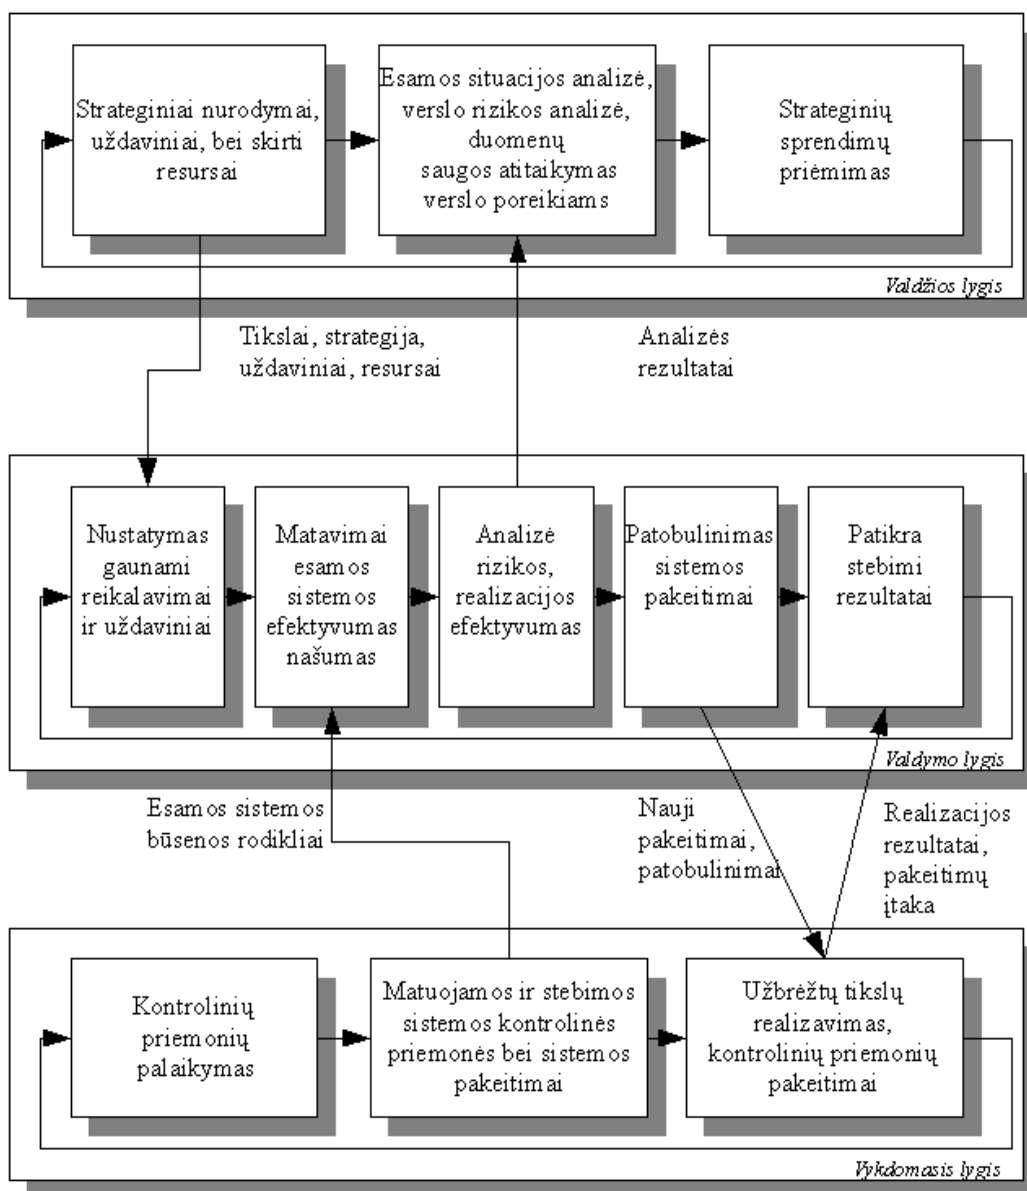 Strateginiai nurodymai,
uždaviniai, bei skirti
resursai
Esamos situacijos analizė,
verslo rizikos analizė,
duomenų
saugos atitaikymas
verslo poreikiams
Strateginių
sprendimų
priėmimas
Valdžios lygis
Tikslai, strategija,
uždaviniai, resursai
Analizės
rezultatai
Nustatymas
gaunami
reikalavimai
ir uždaviniai
Matavimai
esamos
sistemos
efektyvumas
našumas
Analizė
rizikos,
realizacijos
efektyvumas
Patobulinimas
sistemos
pakeitimai
Patikra
stebimi
rezultatai
Valdymo lygis
Esamos sistemos
būsenos rodikliai
Nauji
pakeitimai,
patobulinimai
Realizacijos
rezultatai,
pakeitimų
įtaka
Kontrolinių
priemonių
palaikymas
Matuojamos ir stebimos
sistemos kontrolinės
priemonės bei sistemos
pakeitimai
Užbrėžtų tikslų
realizavimas,
kontrolinių priemonių
pakeitimai
Vykdomasis lygis